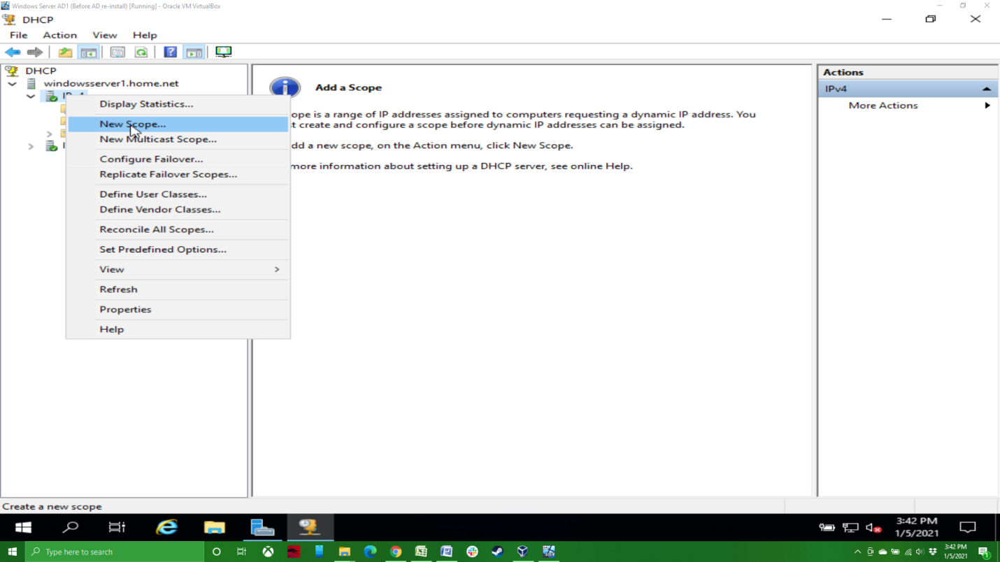 Windows Server AD1 (Before AD re-install) [Running] - Oracle VM VirtualBox
DHCP
File Action View Help
DHCP
windowsserver1.home.net
Display Statistics...
New Scope...
New Multicast Scope...
Configure Failover...
Replicate Failover Scopes...
Define User Classes...
Define Vendor Classes...
Reconcile All Scopes...
Set Predefined Options...
View
Refresh
Properties
Help
Add a Scope
ope is a range of IP addresses assigned to computers requesting a dynamic IP address. You
t create and configure a scope before dynamic IP addresses can be assigned.
dd a new scope, on the Action menu, click New Scope.
more information about setting up a DHCP server, see online Help.
Actions
IPv4
More Actions
Create a new scope
3:42 PM
1/5/2021
Type here to search
3:42 PM
1/5/2021